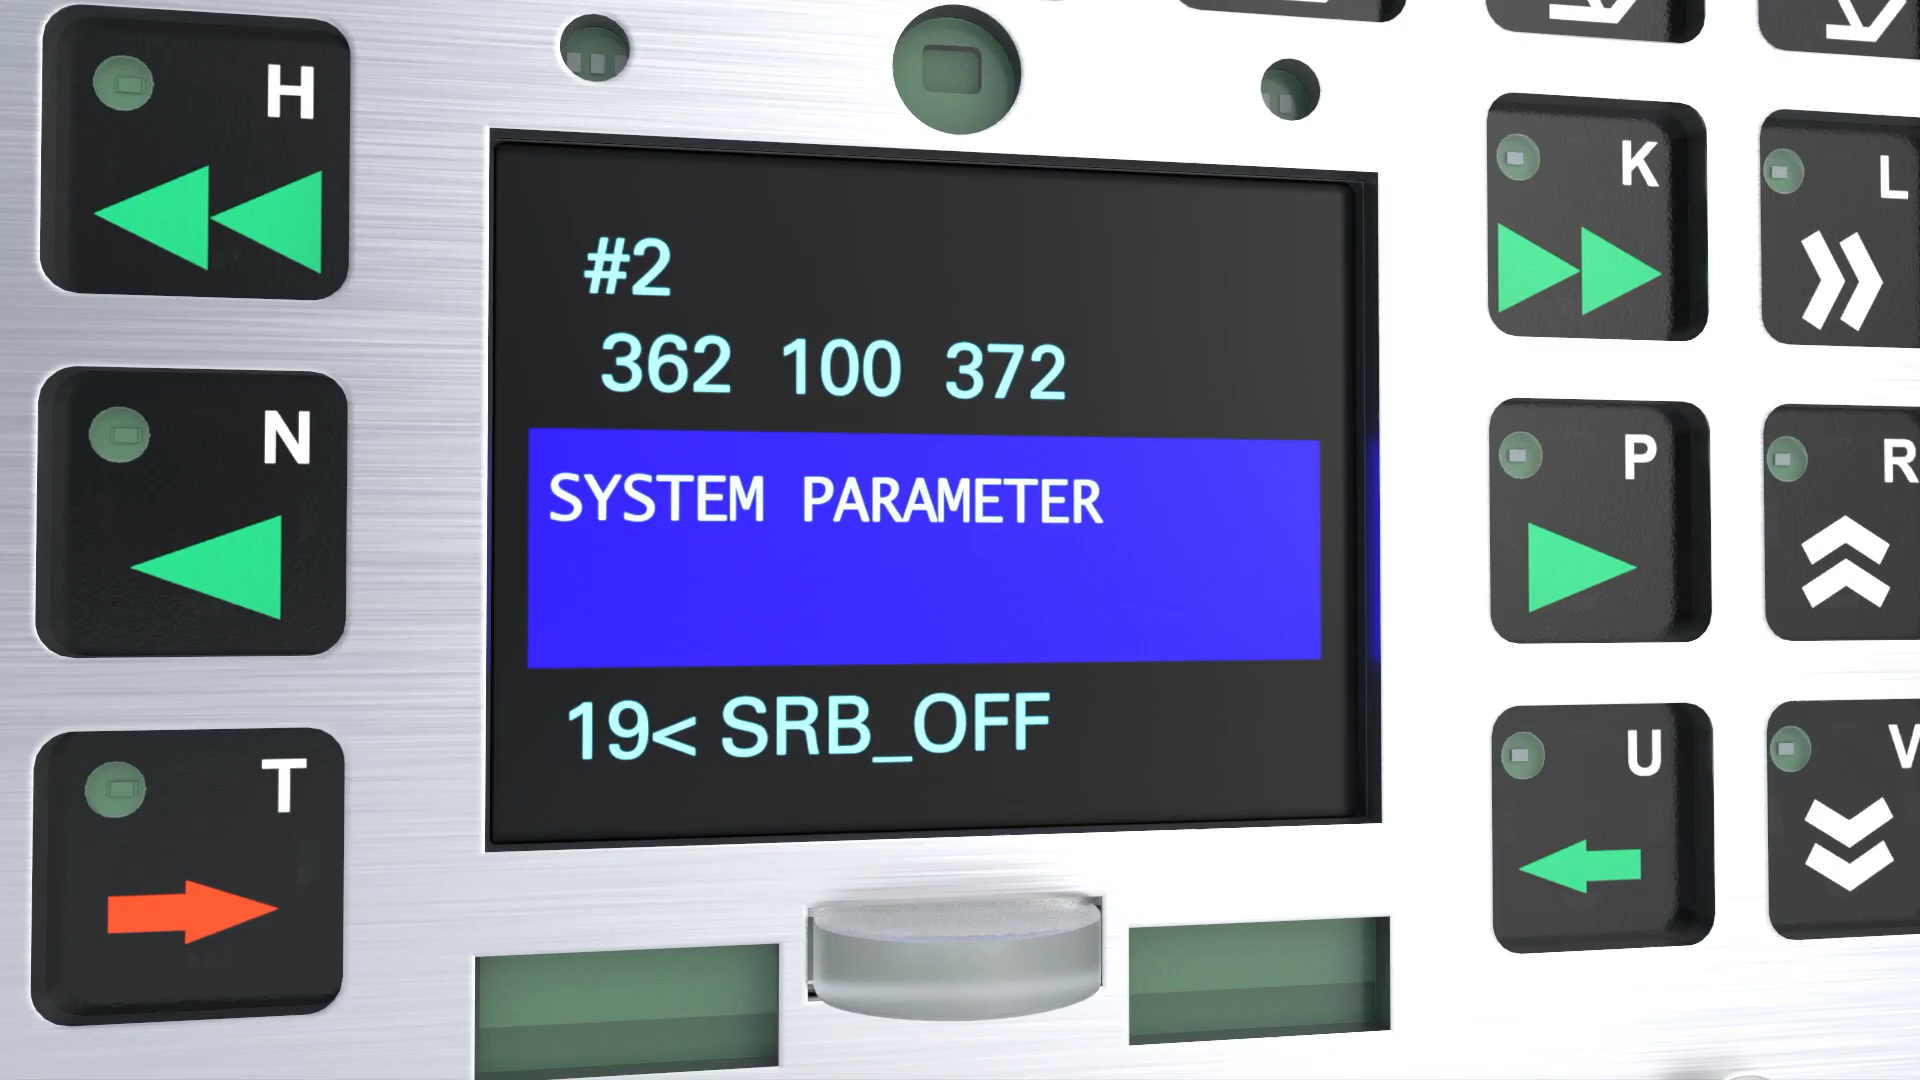 H
K
L
#2
362 100 372
N
P
R
SYSTEM PARAMETER
T
U
V
19< SRB_OFF